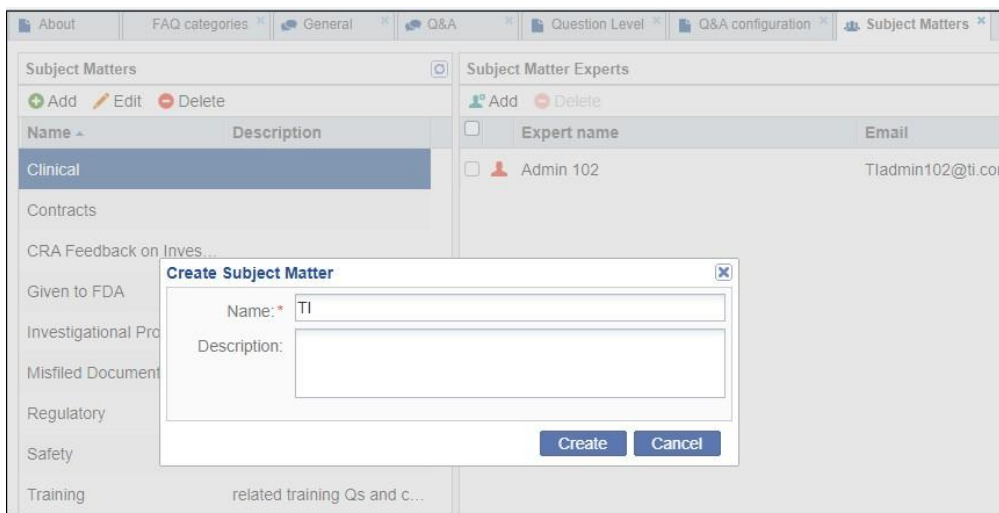 About FAQ categories General Q&A Question Level Q&A configuration Subject Matters
Subject Matters
Add Edit Delete
Name Description
Clinical
Contracts
CRA Feedback on Inves...
Given to FDA
Investigational Pro
Misfiled Document
Regulatory
Safety
Training related training Qs and c...
Subject Matter Experts
Add Delete
Expert name Email
Admin 102 TIadmin102@ti.co
Create Subject Matter
Name:* TI
Description:
Create Cancel